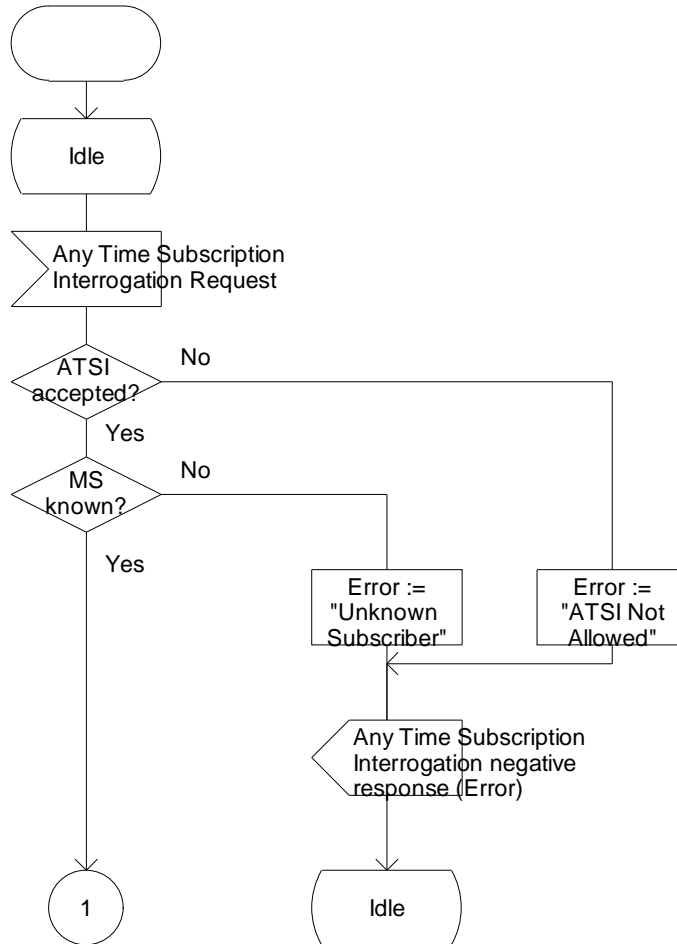 Idle
Any Time Subscription
Interrogation Request
ATSI
accepted?
No
Yes
MS
known?
No
Yes
Error :=
"Unknown
Subscriber"
Error :=
"ATSI Not
Allowed"
Any Time Subscription
Interrogation negative
response (Error)
1
Idle